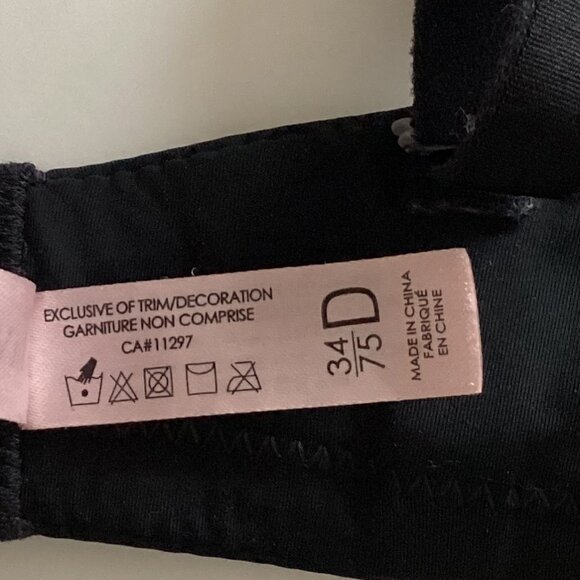 EXCLUSIVE OF TRIM/DECORATION
GARNITURE NON COMPRISE
CA#11297
34
75
D
MADE IN CHINA
FABRIQUÉ
EN CHINE